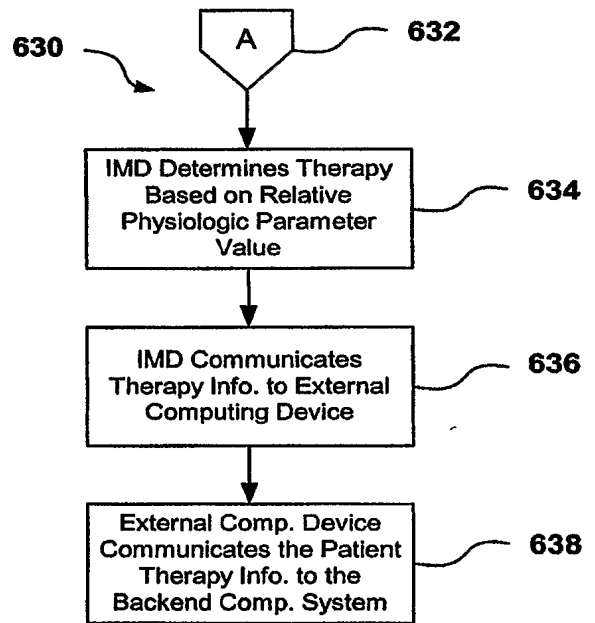 630
A
632
IMD Determines Therapy
Based on Relative
Physiologic Parameter
Value
634
IMD Communicates
Therapy Info. to External
Computing Device
636
External Comp. Device
Communicates the Patient
Therapy Info. to the
Backend Comp. System
638